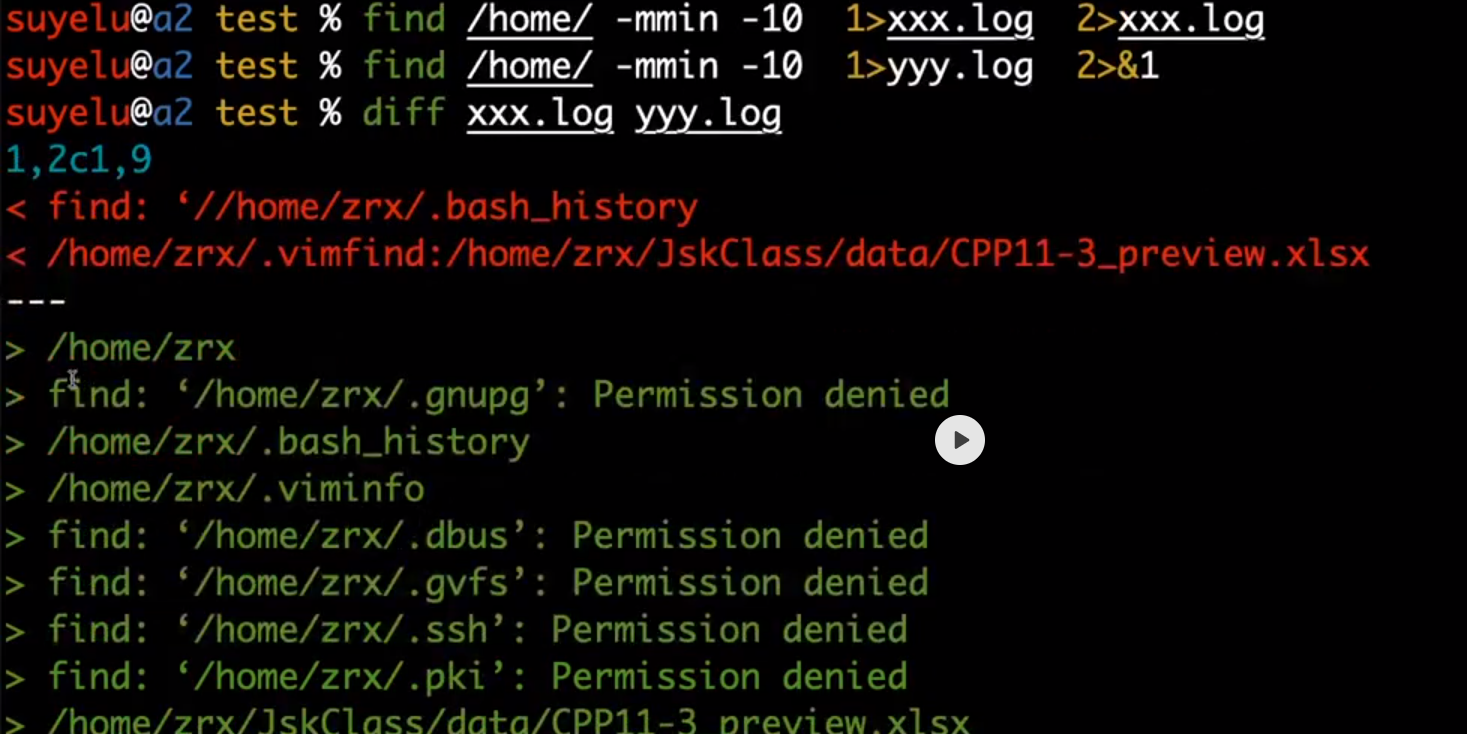 suyelu@a2 test % find /home/ -mmin -10  1>xxx.log  2>xxx.log
suyelu@a2 test % find /home/ -mmin -10  1>yyy.log  2>&1
suyelu@a2 test % diff xxx.log yyy.log
1,2c1,9
< find: ‘//home/zrx/.bash_history
< /home/zrx/.vimfind:/home/zrx/JskClass/data/CPP11-3_preview.xlsx
---
> /home/zrx
> find: ‘/home/zrx/.gnupg’: Permission denied
> /home/zrx/.bash_history
> /home/zrx/.viminfo
> find: ‘/home/zrx/.dbus’: Permission denied
> find: ‘/home/zrx/.gvfs’: Permission denied
> find: ‘/home/zrx/.ssh’: Permission denied
> find: ‘/home/zrx/.pki’: Permission denied
> /home/zrx/JskClass/data/CPP11-3_preview.xlsx